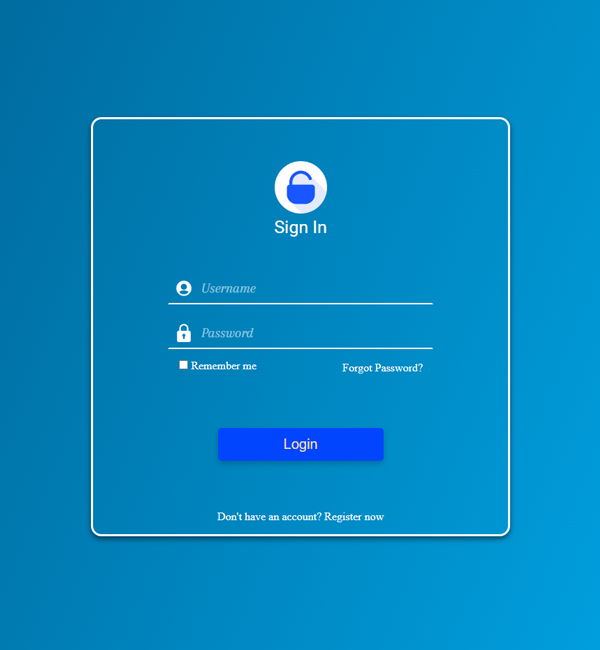 Sign In
Username
Password
Remember me
Forgot Password?
Login
Don't have an account? Register now